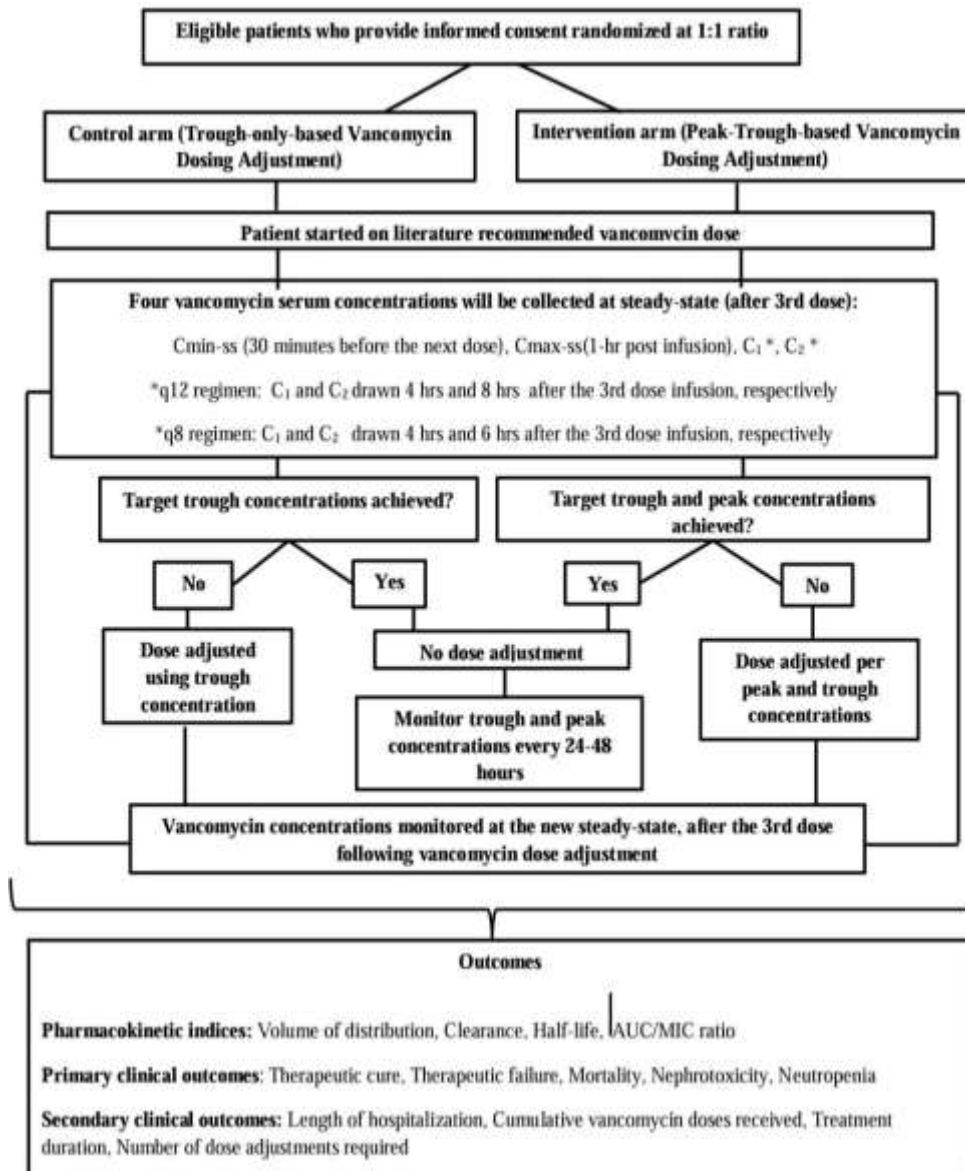 Eligible patients who provide informed consent randomized at 1:1 ratio
Control arm (Trough-only-based Vancomycin
Dosing Adjustment)
Intervention arm (Peak-Trough-based Vancomycin
Dosing Adjustment)
Patient started on literature recommended vancomycin dose
Four vancomycin serum concentrations will be collected at steady-state (after 3rd dose):
Cmin-ss (30 minutes before the next dose), Cmax-ss(1-hr post infusion), C₁ *, C₂ *
*q12 regimen: C₁ and C₂ drawn 4 hrs and 8 hrs after the 3rd dose infusion, respectively
*q8 regimen: C₁ and C₂ drawn 4 hrs and 6 hrs after the 3rd dose infusion, respectively
Target trough concentrations achieved?
Target trough and peak concentrations
achieved?
No
Yes
Yes
No
Dose adjusted
using trough
concentration
No dose adjustment
Monitor trough and peak
concentrations every 24-48
hours
Dose adjusted per
peak and trough
concentrations
Vancomycin concentrations monitored at the new steady-state, after the 3rd dose
following vancomycin dose adjustment
Outcomes
Pharmacokinetic indices: Volume of distribution, Clearance, Half-life, AUC/MIC ratio
Primary clinical outcomes: Therapeutic cure, Therapeutic failure, Mortality, Nephrotoxicity, Neutropenia
Secondary clinical outcomes: Length of hospitalization, Cumulative vancomycin doses received, Treatment
duration, Number of dose adjustments required